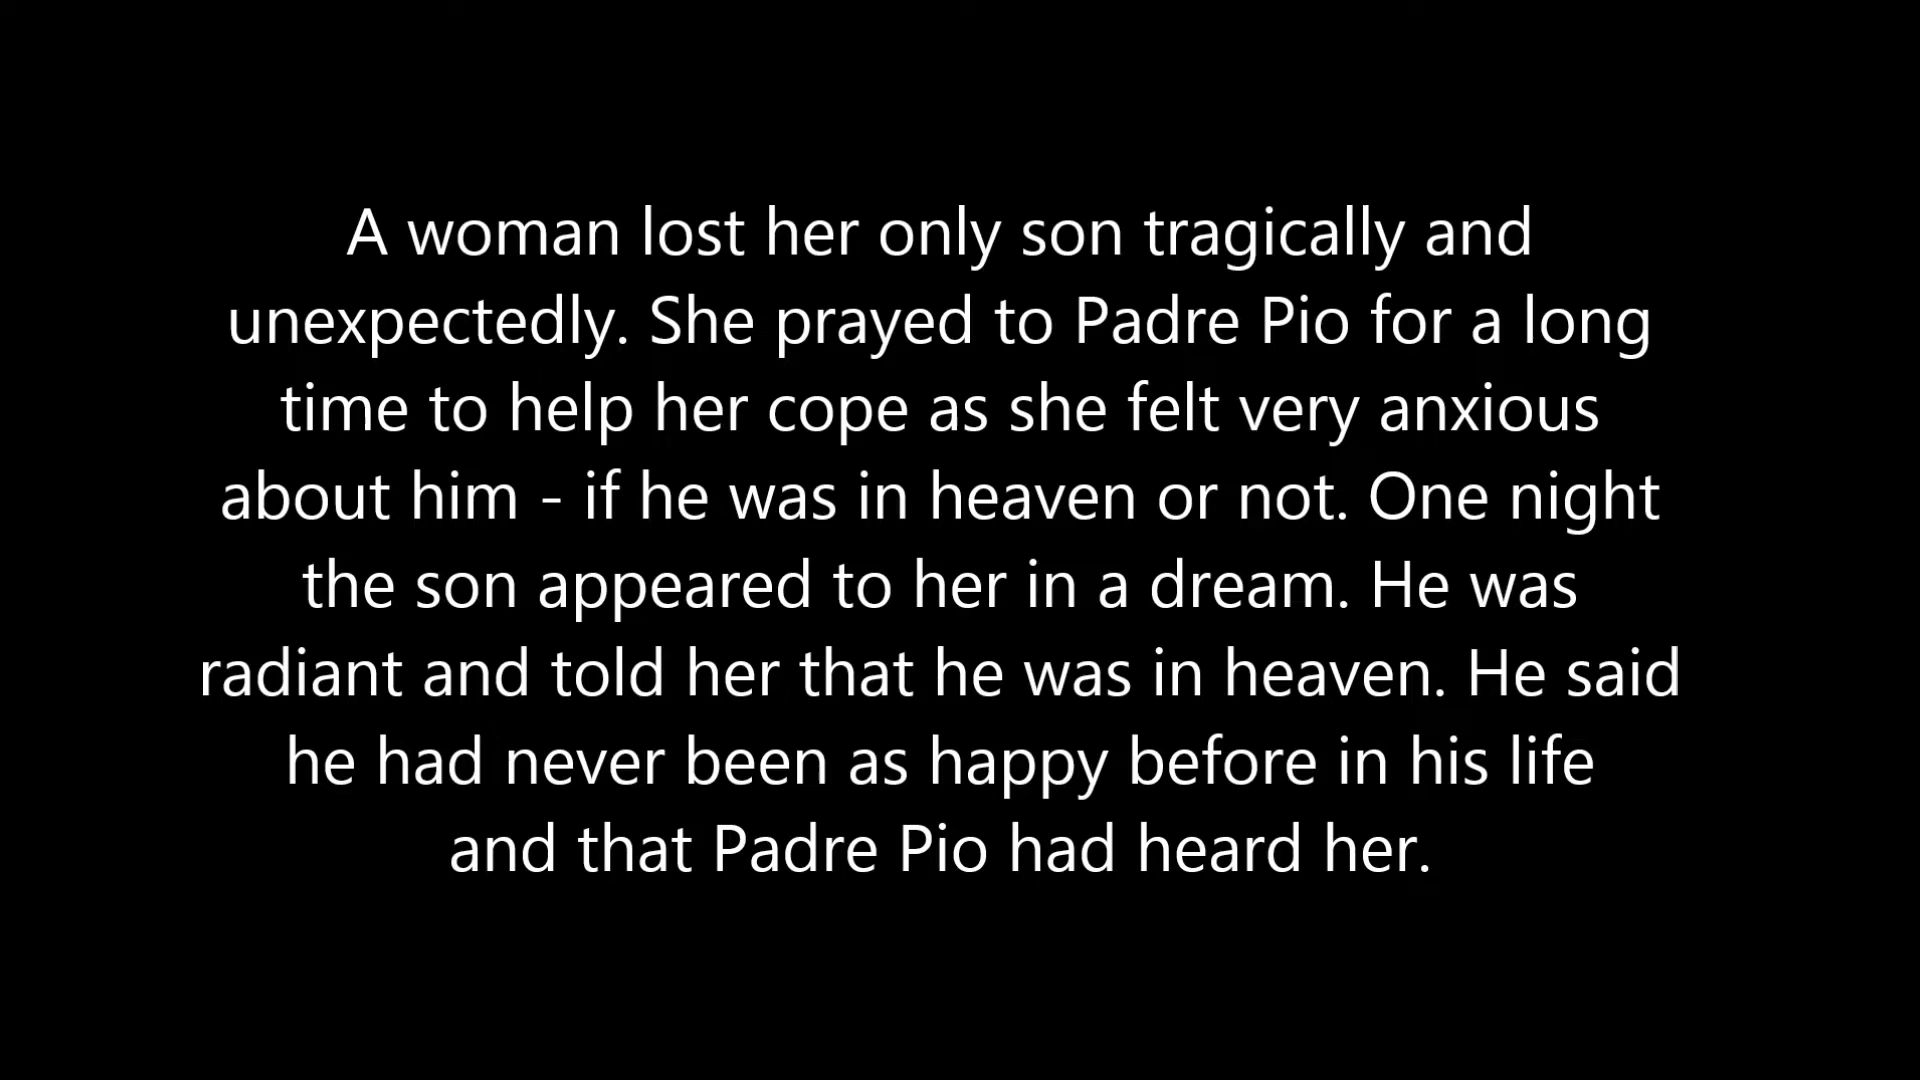 A woman lost her only son tragically and
unexpectedly. She prayed to Padre Pio for a long
time to help her cope as she felt very anxious
about him - if he was in heaven or not. One night
the son appeared to her in a dream. He was
radiant and told her that he was in heaven. He said
he had never been as happy before in his life
and that Padre Pio had heard her.